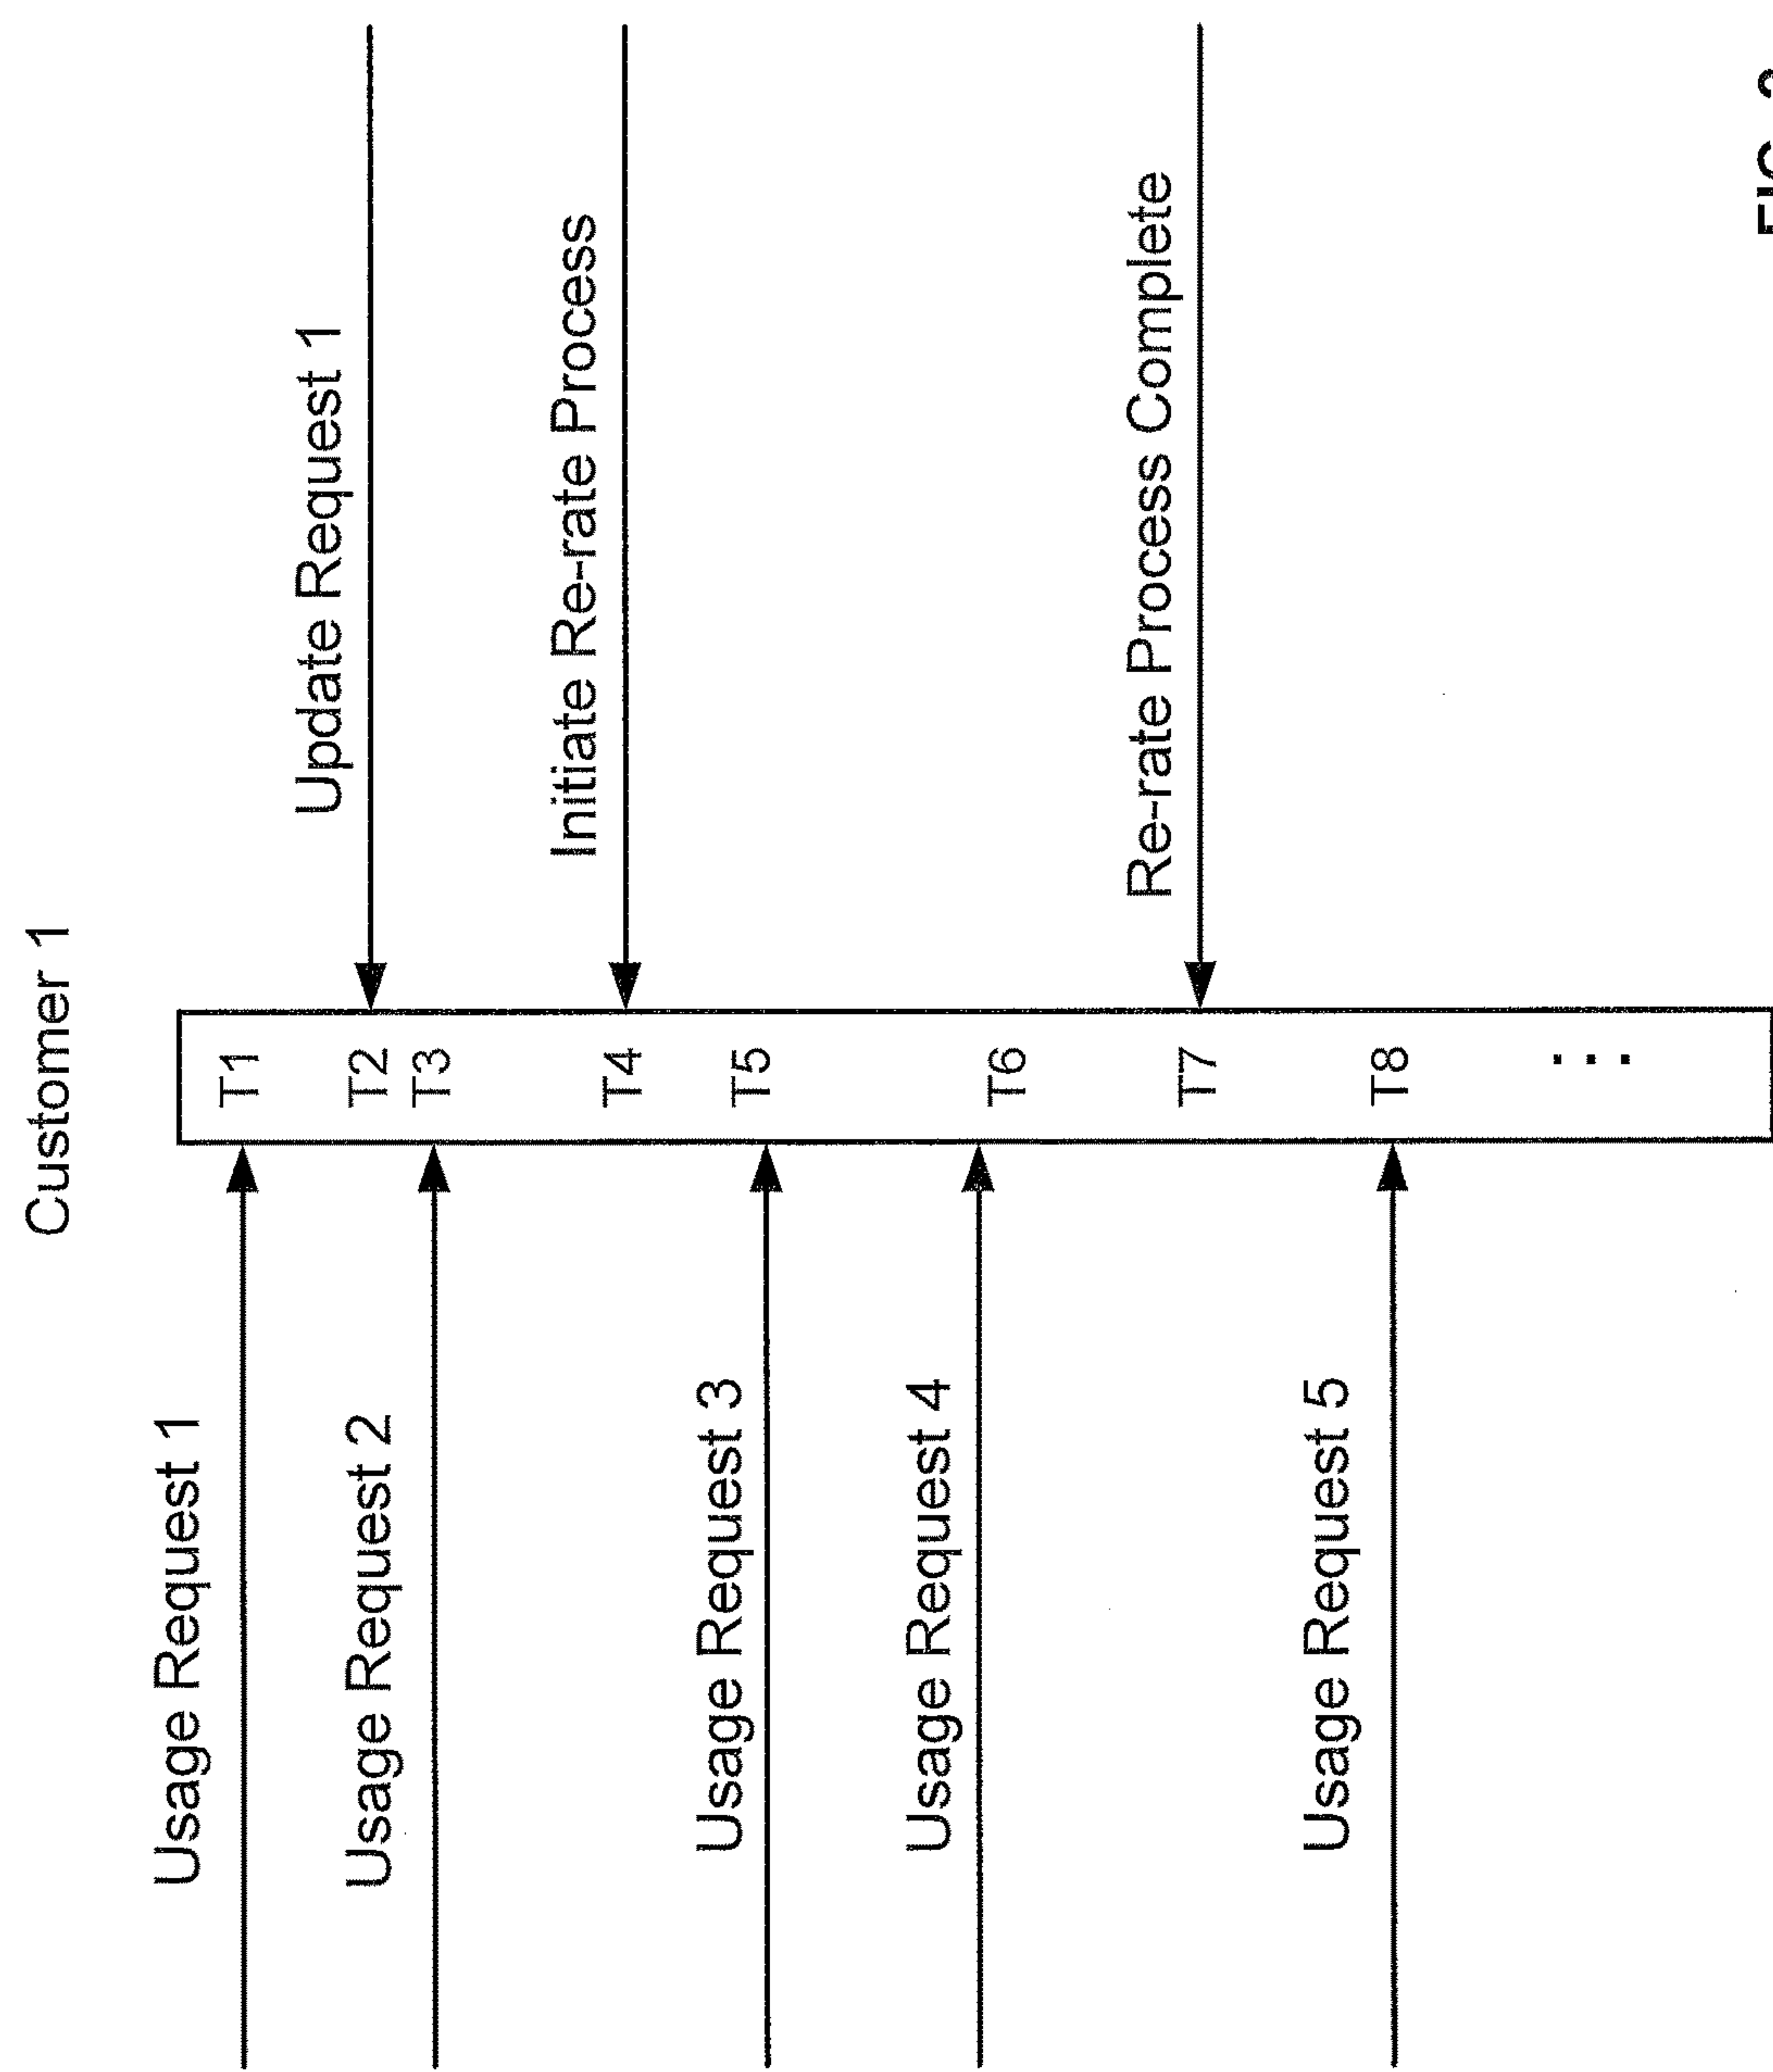 Customer 1
Usage Request 1
T1
Update Request 1
T2
Usage Request 2
T3
Initiate Re-rate Process
T4
Usage Request 3
T5
Usage Request 4
T6
Re-rate Process Complete
T7
Usage Request 5
T8
...
FIG.